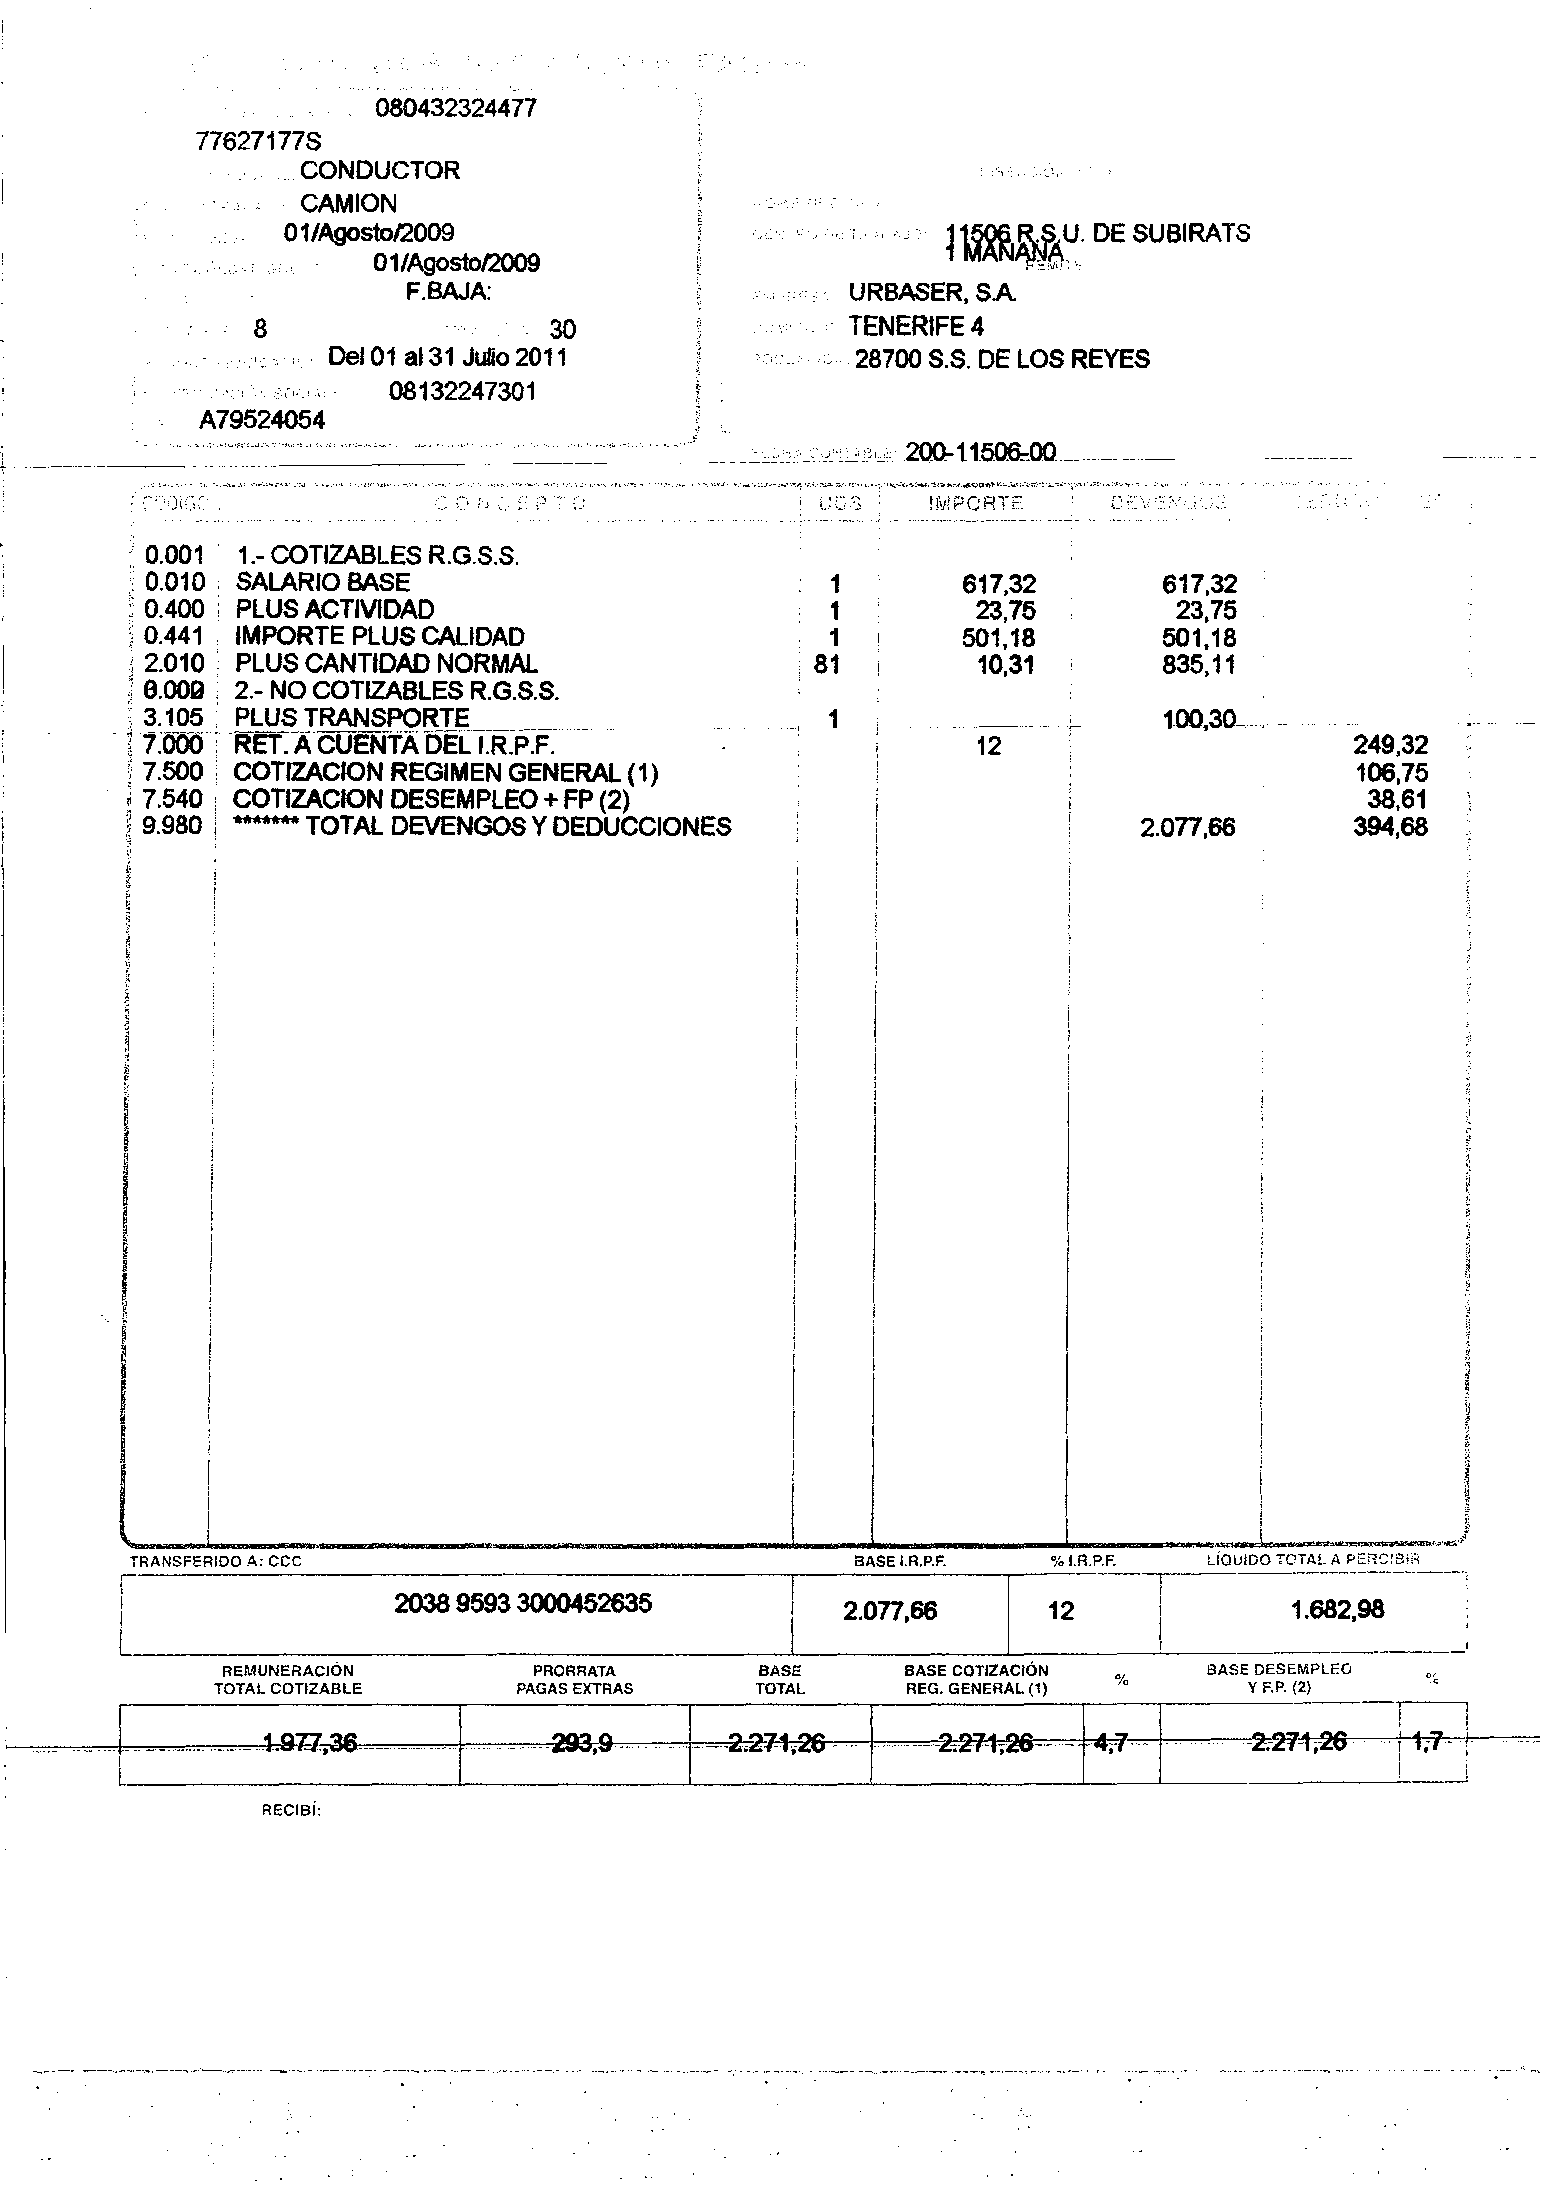 080432324477
77627177S
CONDUCTOR
CAMION
01/Agosto/2009
01/Agosto/2009
F.BAJA:
8 30
Del 01 al 31 Julio 2011
08132247301
A79524054
11506 R.S.U. DE SUBIRATS
1 MAÑANA
URBASER, S.A.
TENERIFE 4
28700 S.S. DE LOS REYES
200-11506-00
CODIGO CONCEPTO UDS IMPORTE DEVENGOS
0.001 1.- COTIZABLES R.G.S.S.
0.010 SALARIO BASE 1 617,32 617,32
0.400 PLUS ACTIVIDAD 1 23,75 23,75
0.441 IMPORTE PLUS CALIDAD 1 501,18 501,18
2.010 PLUS CANTIDAD NORMAL 81 10,31 835,11
0.000 2.- NO COTIZABLES R.G.S.S.
3.105 PLUS TRANSPORTE 1 100,30
7.000 RET. A CUENTA DEL I.R.P.F. 12 249,32
7.500 COTIZACION REGIMEN GENERAL (1) 106,75
7.540 COTIZACION DESEMPLEO + FP (2) 38,61
9.980 ******* TOTAL DEVENGOS Y DEDUCCIONES 2.077,66 394,68
TRANSFERIDO A: CCC BASE I.R.P.F. % I.R.P.F. LÍQUIDO TOTAL A PERCIBIR
2038 9593 3000452635 2.077,66 12 1.682,98
REMUNERACIÓN PRORRATA BASE BASE COTIZACIÓN % BASE DESEMPLEO %
TOTAL COTIZABLE PAGAS EXTRAS TOTAL REG. GENERAL (1) Y F.P. (2)
1.977,36 293,9 2.271,26 2.271,26 4,7 2.271,26 1,7
RECIBÍ: